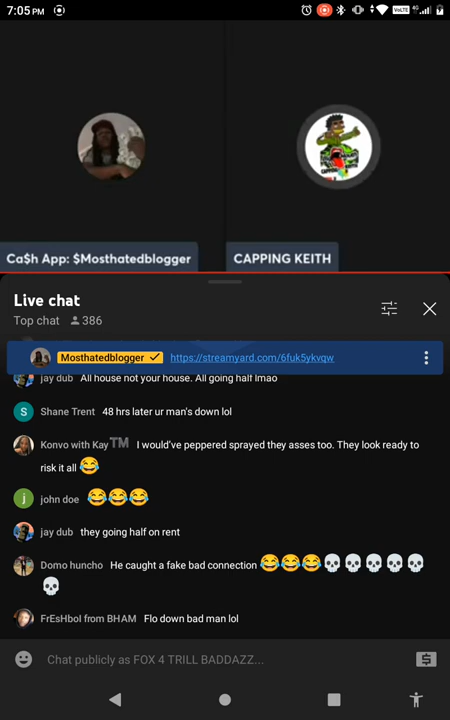 7:05 PM
VoLTE 4G
Ca$h App: $Mosthatedblogger
CAPPING KEITH
Live chat
Top chat 386
Mosthatedblogger https://streamyard.com/6fuk5ykvqw
jay dub All house not your house. All going half lmao
Shane Trent 48 hrs later ur man's down lol
Konvo with Kay™️ I would've peppered sprayed they asses too. They look ready to
risk it all 😂
john doe 😂😂😂
jay dub they going half on rent
Domo huncho He caught a fake bad connection 😂😂😂💀💀💀💀💀
💀
FrEsHboI from BHAM Flo down bad man lol
Chat publicly as FOX 4 TRILL BADDAZZ...